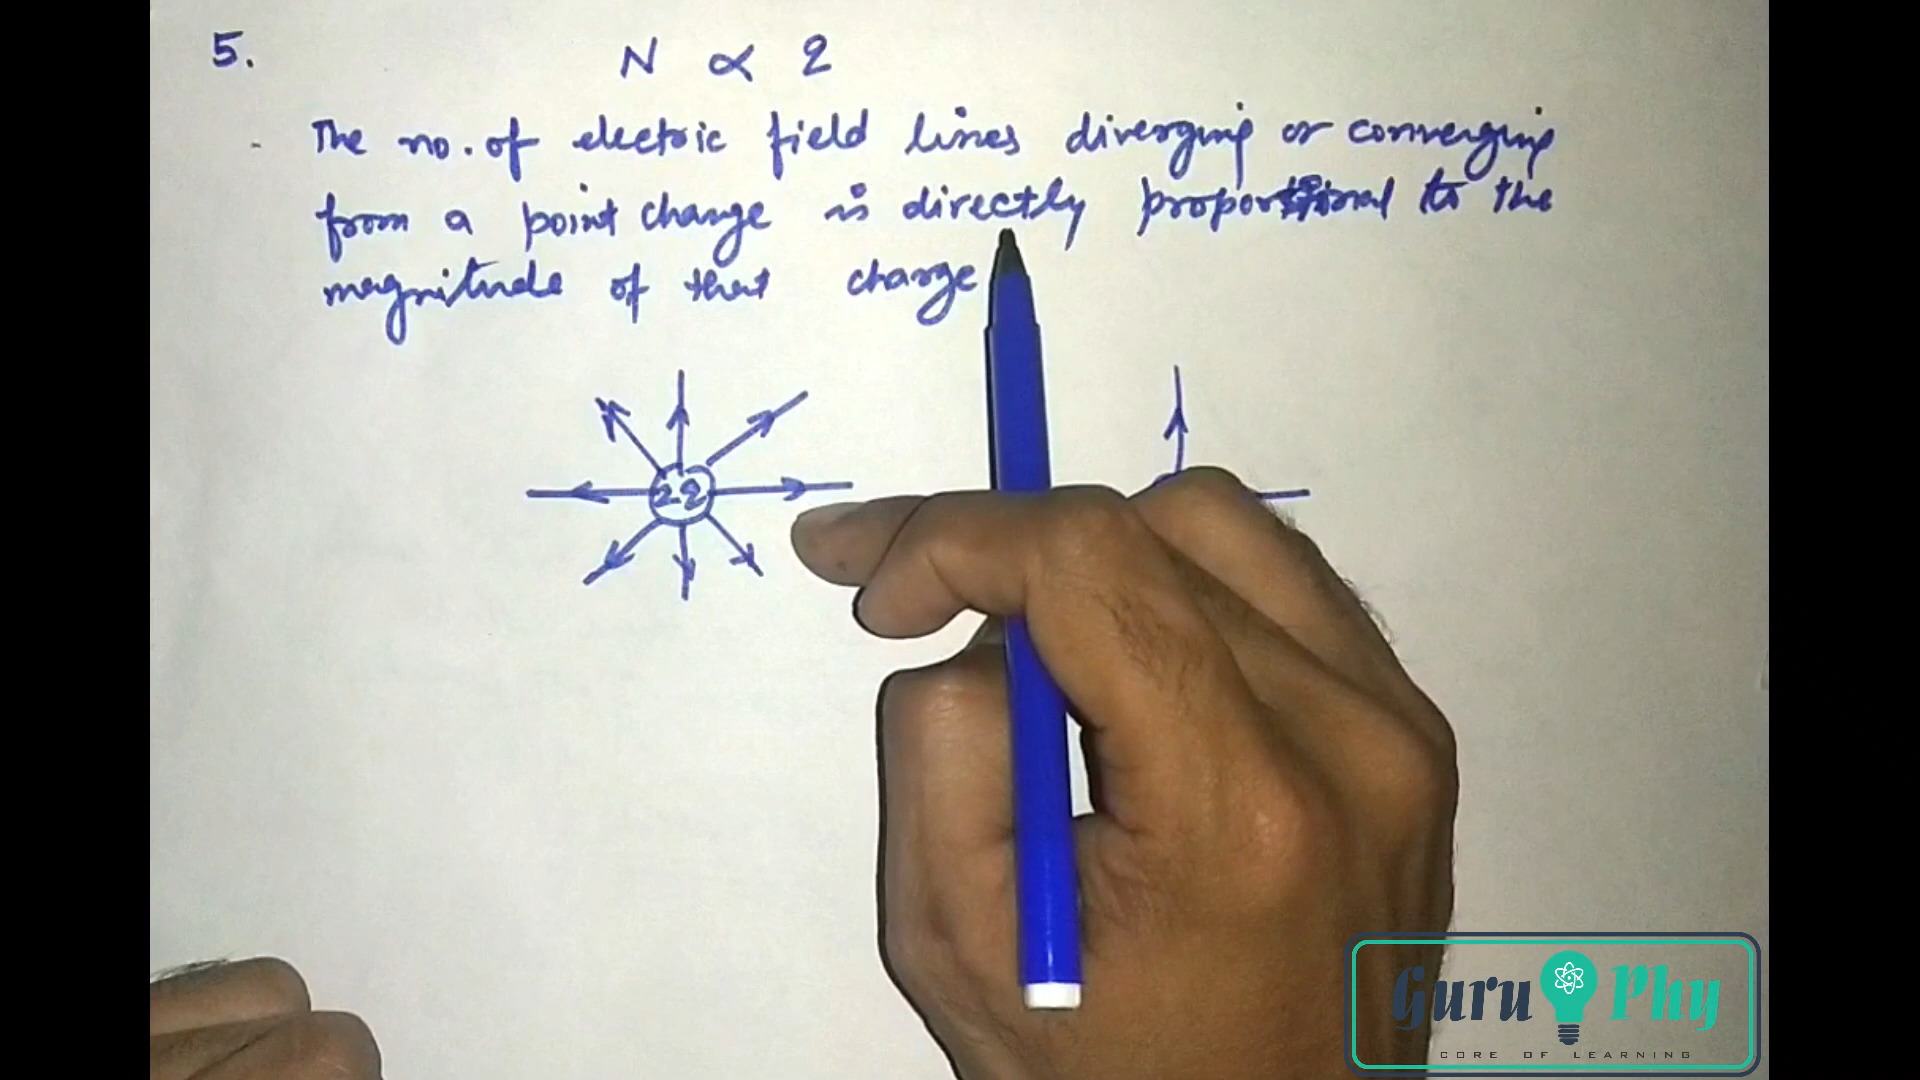 5.
N ∝ q
The no. of electric field lines diverging or converging
from a point charge is directly proportional to the
magnitude of that charge
2q
Guru Phy
CORE OF LEARNING